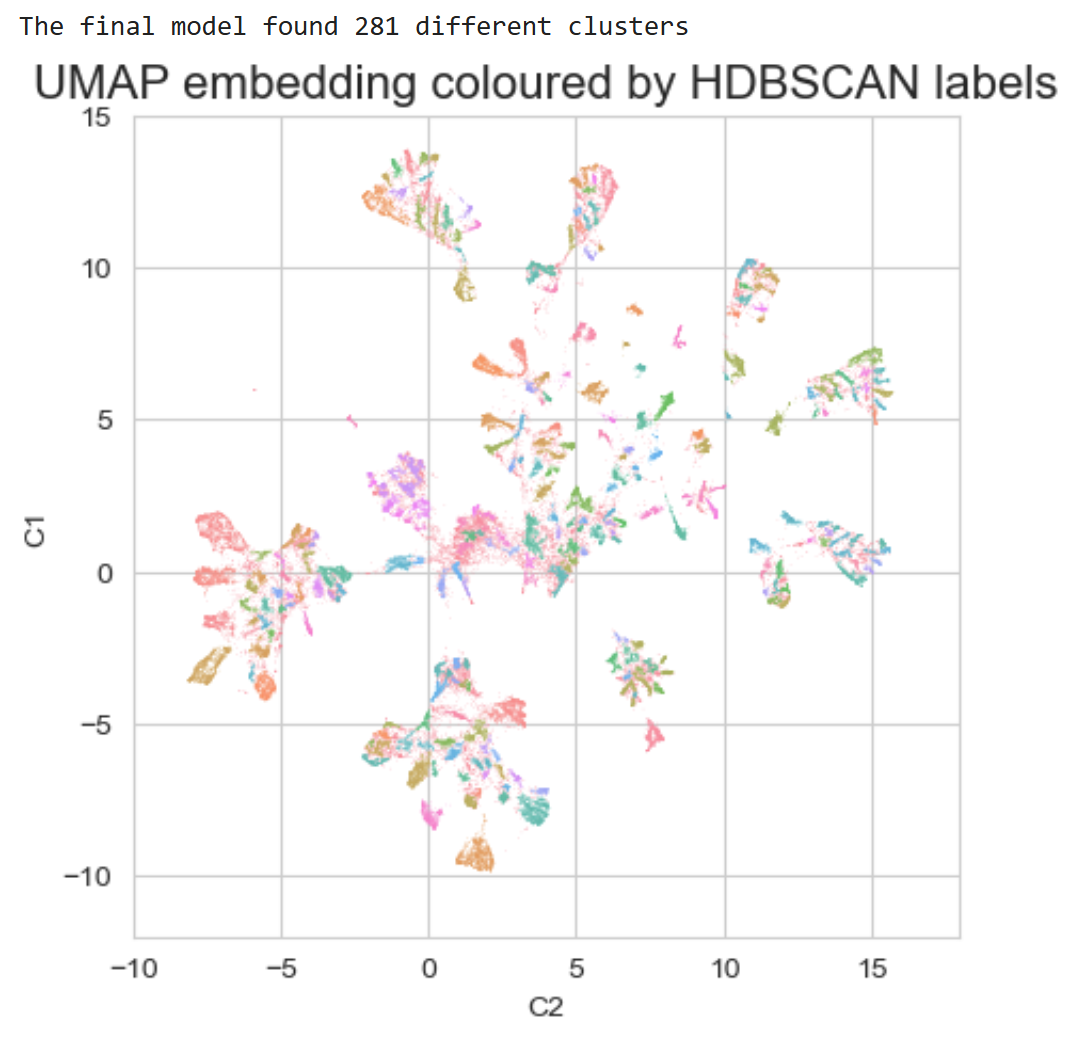 The final model found 281 different clusters
UMAP embedding coloured by HDBSCAN labels
15
10
5
0
−5
−10
C1
−10 −5 0 5 10 15
C2